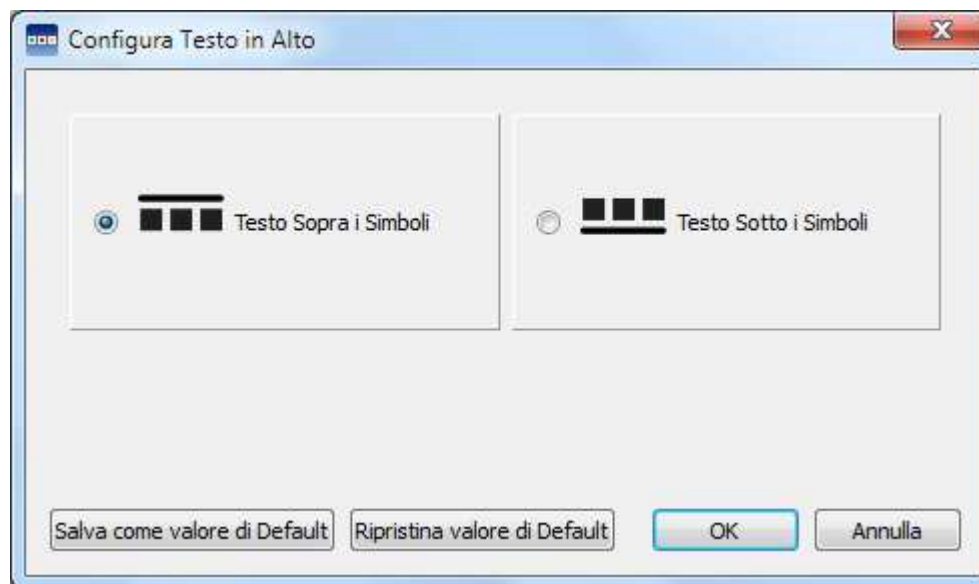 Configura Testo in Alto
Testo Sopra i Simboli
Testo Sotto i Simboli
Salva come valore di Default
Ripristina valore di Default
OK
Annulla